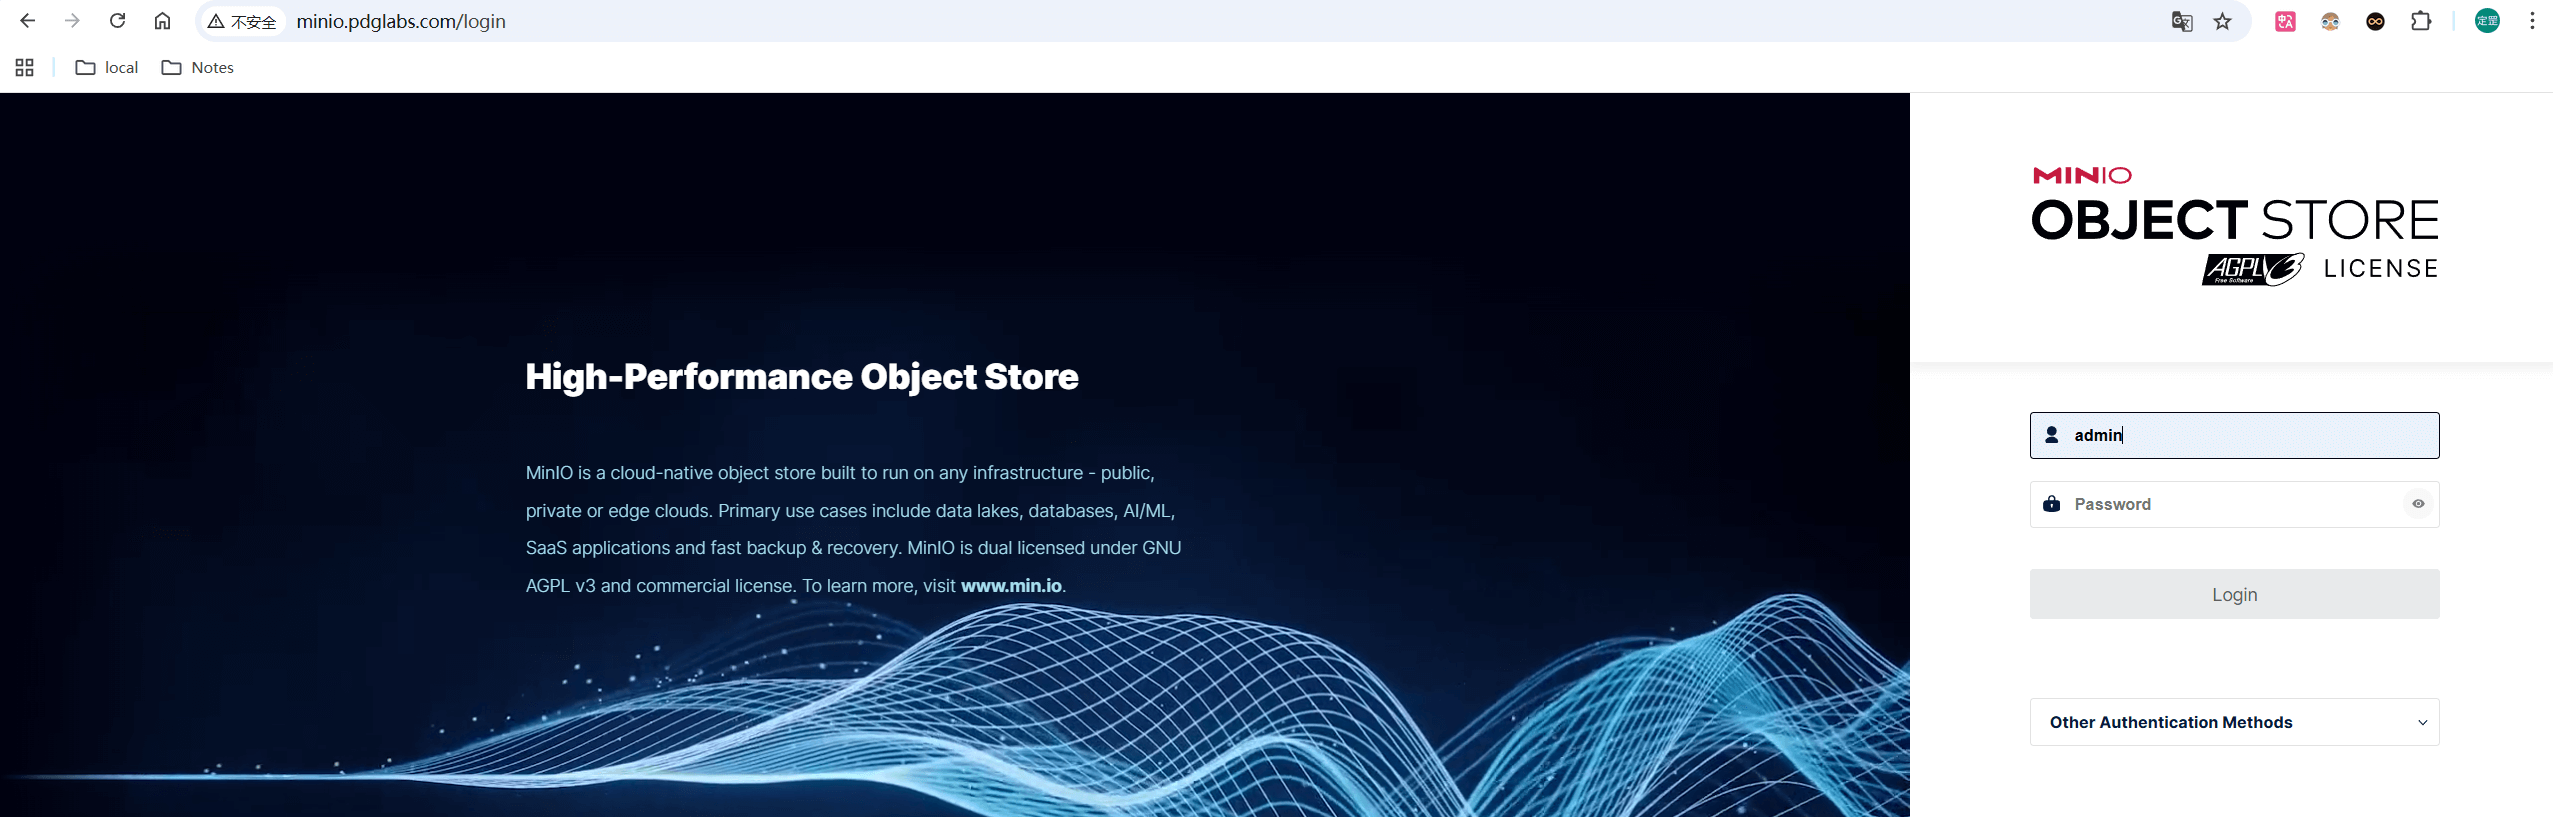 不安全
minio.pdglabs.com/login
local
Notes
定罡
High-Performance Object Store
MinIO is a cloud-native object store built to run on any infrastructure - public,
private or edge clouds. Primary use cases include data lakes, databases, AI/ML,
SaaS applications and fast backup & recovery. MinIO is dual licensed under GNU
AGPL v3 and commercial license. To learn more, visit www.min.io.
MINIO
OBJECT STORE
AGPLv3 LICENSE
Free Software
admin
Password
Login
Other Authentication Methods